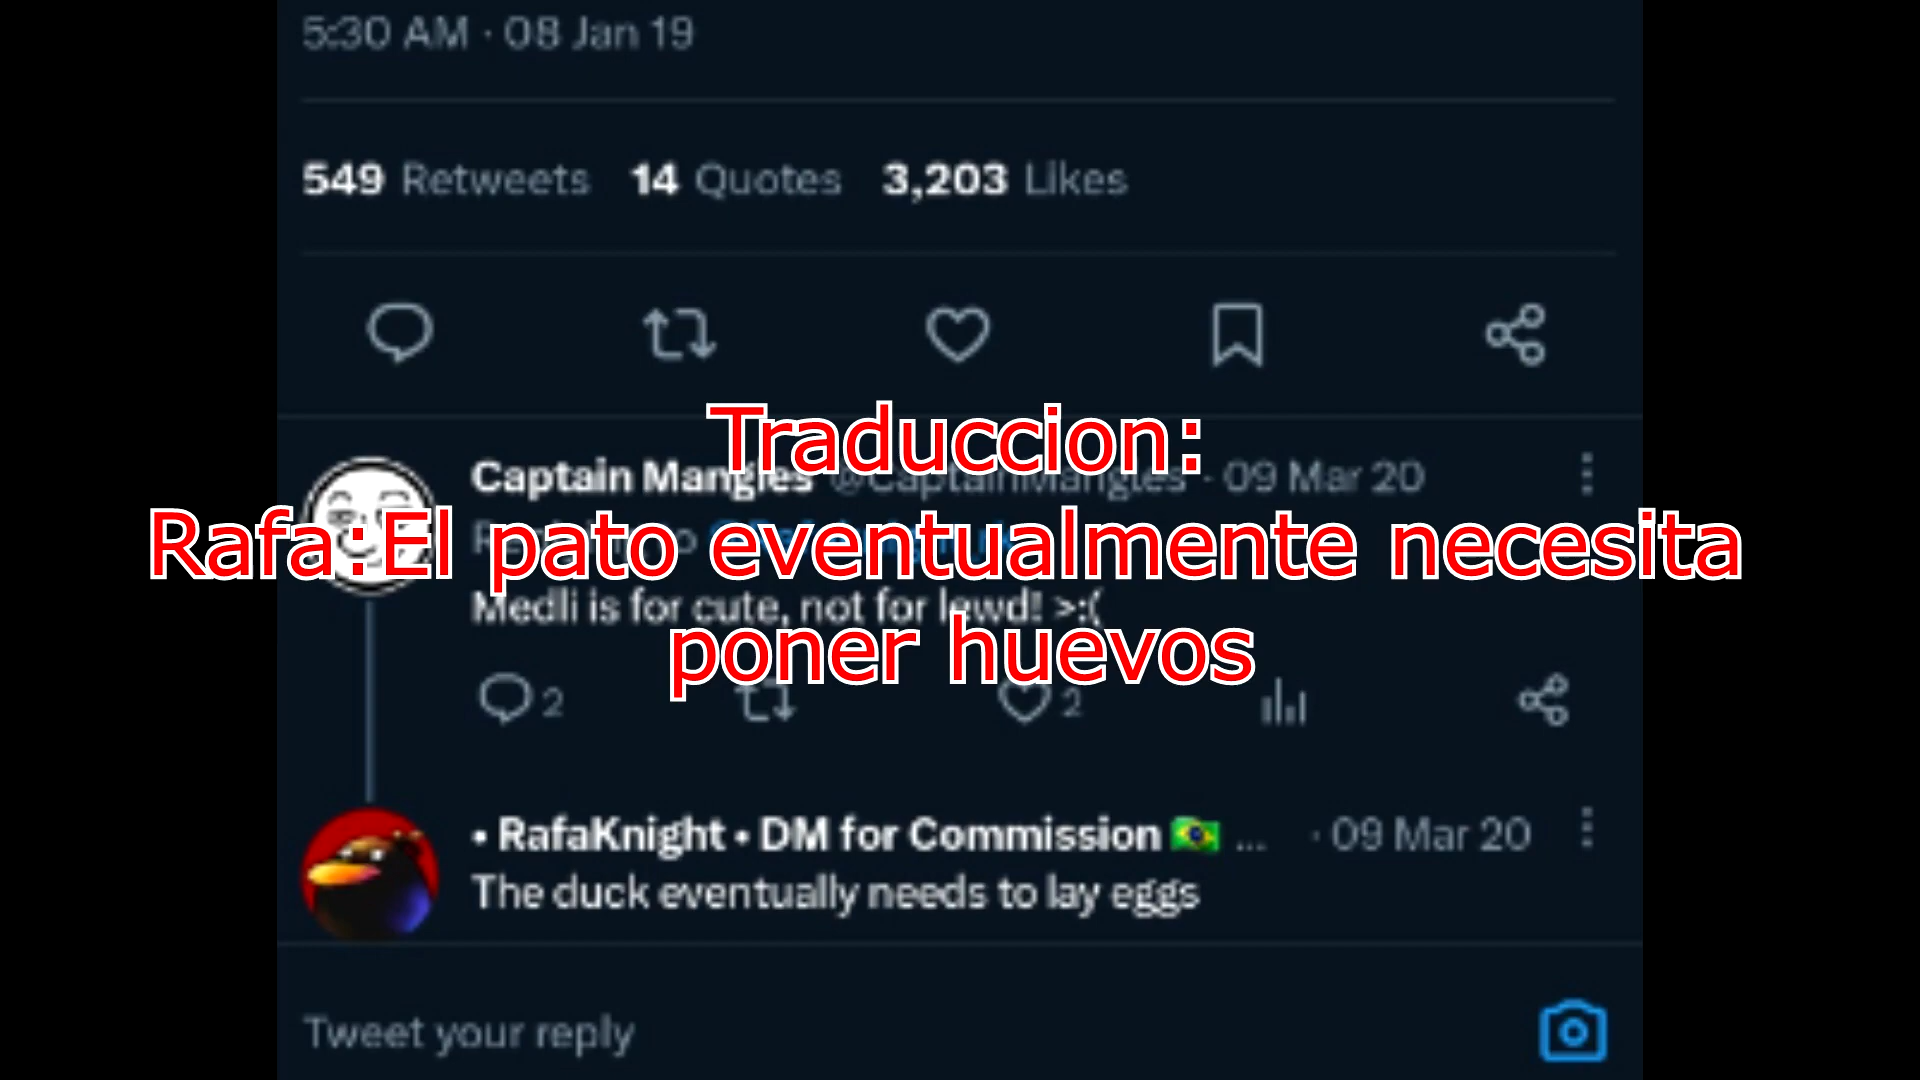 5:30 AM · 08 Jan 19
549 Retweets 14 Quotes 3,203 Likes
Traduccion:
Captain Mangles @CaptainMangles · 09 Mar 20
Rafa:El pato eventualmente necesita
Medli is for cute, not for lewd! >:(
poner huevos
2 2
• RafaKnight • DM for Commission 🇧🇷 ... · 09 Mar 20
The duck eventually needs to lay eggs
Tweet your reply